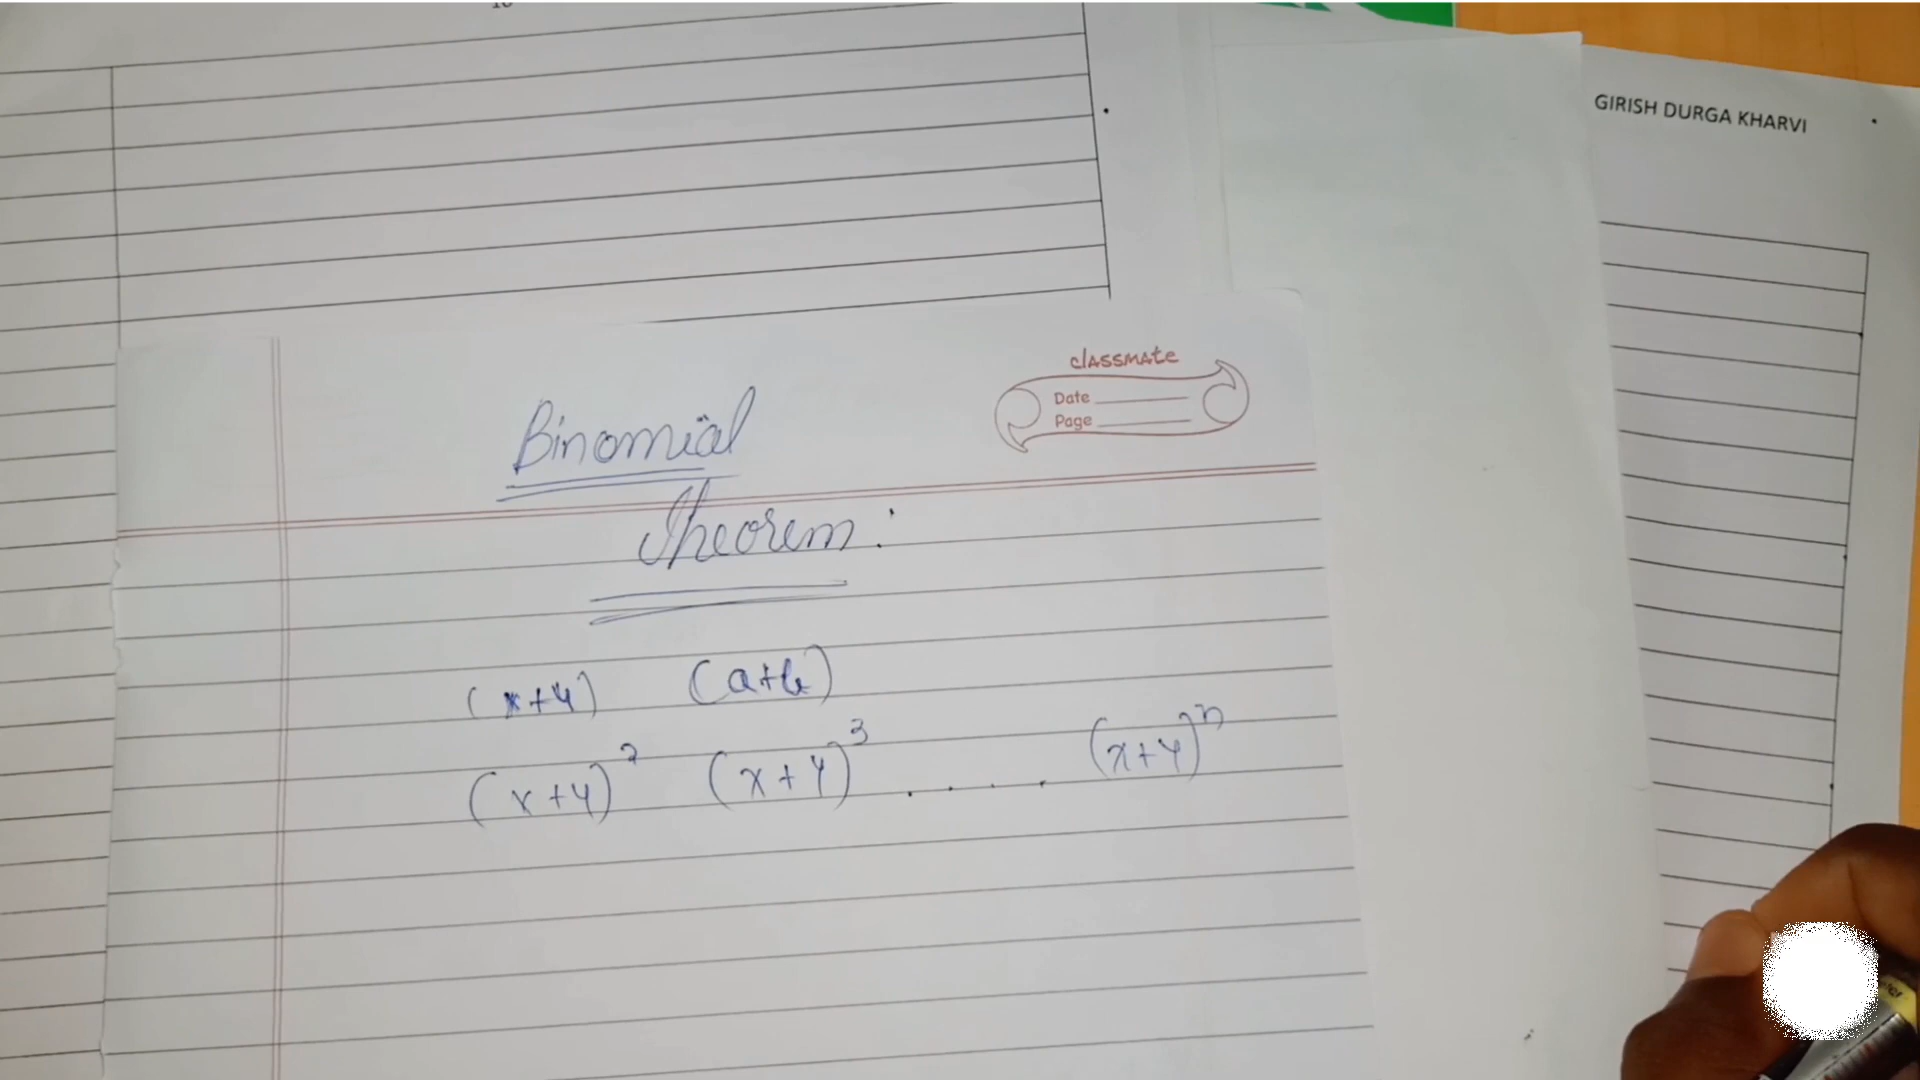 GIRISH DURGA KHARVI
classmate
Date
Page
Binomial
Theorem :
(x+y) (a+b)
(x+y)² (x+y)³ . . . . . (x+y)ⁿ